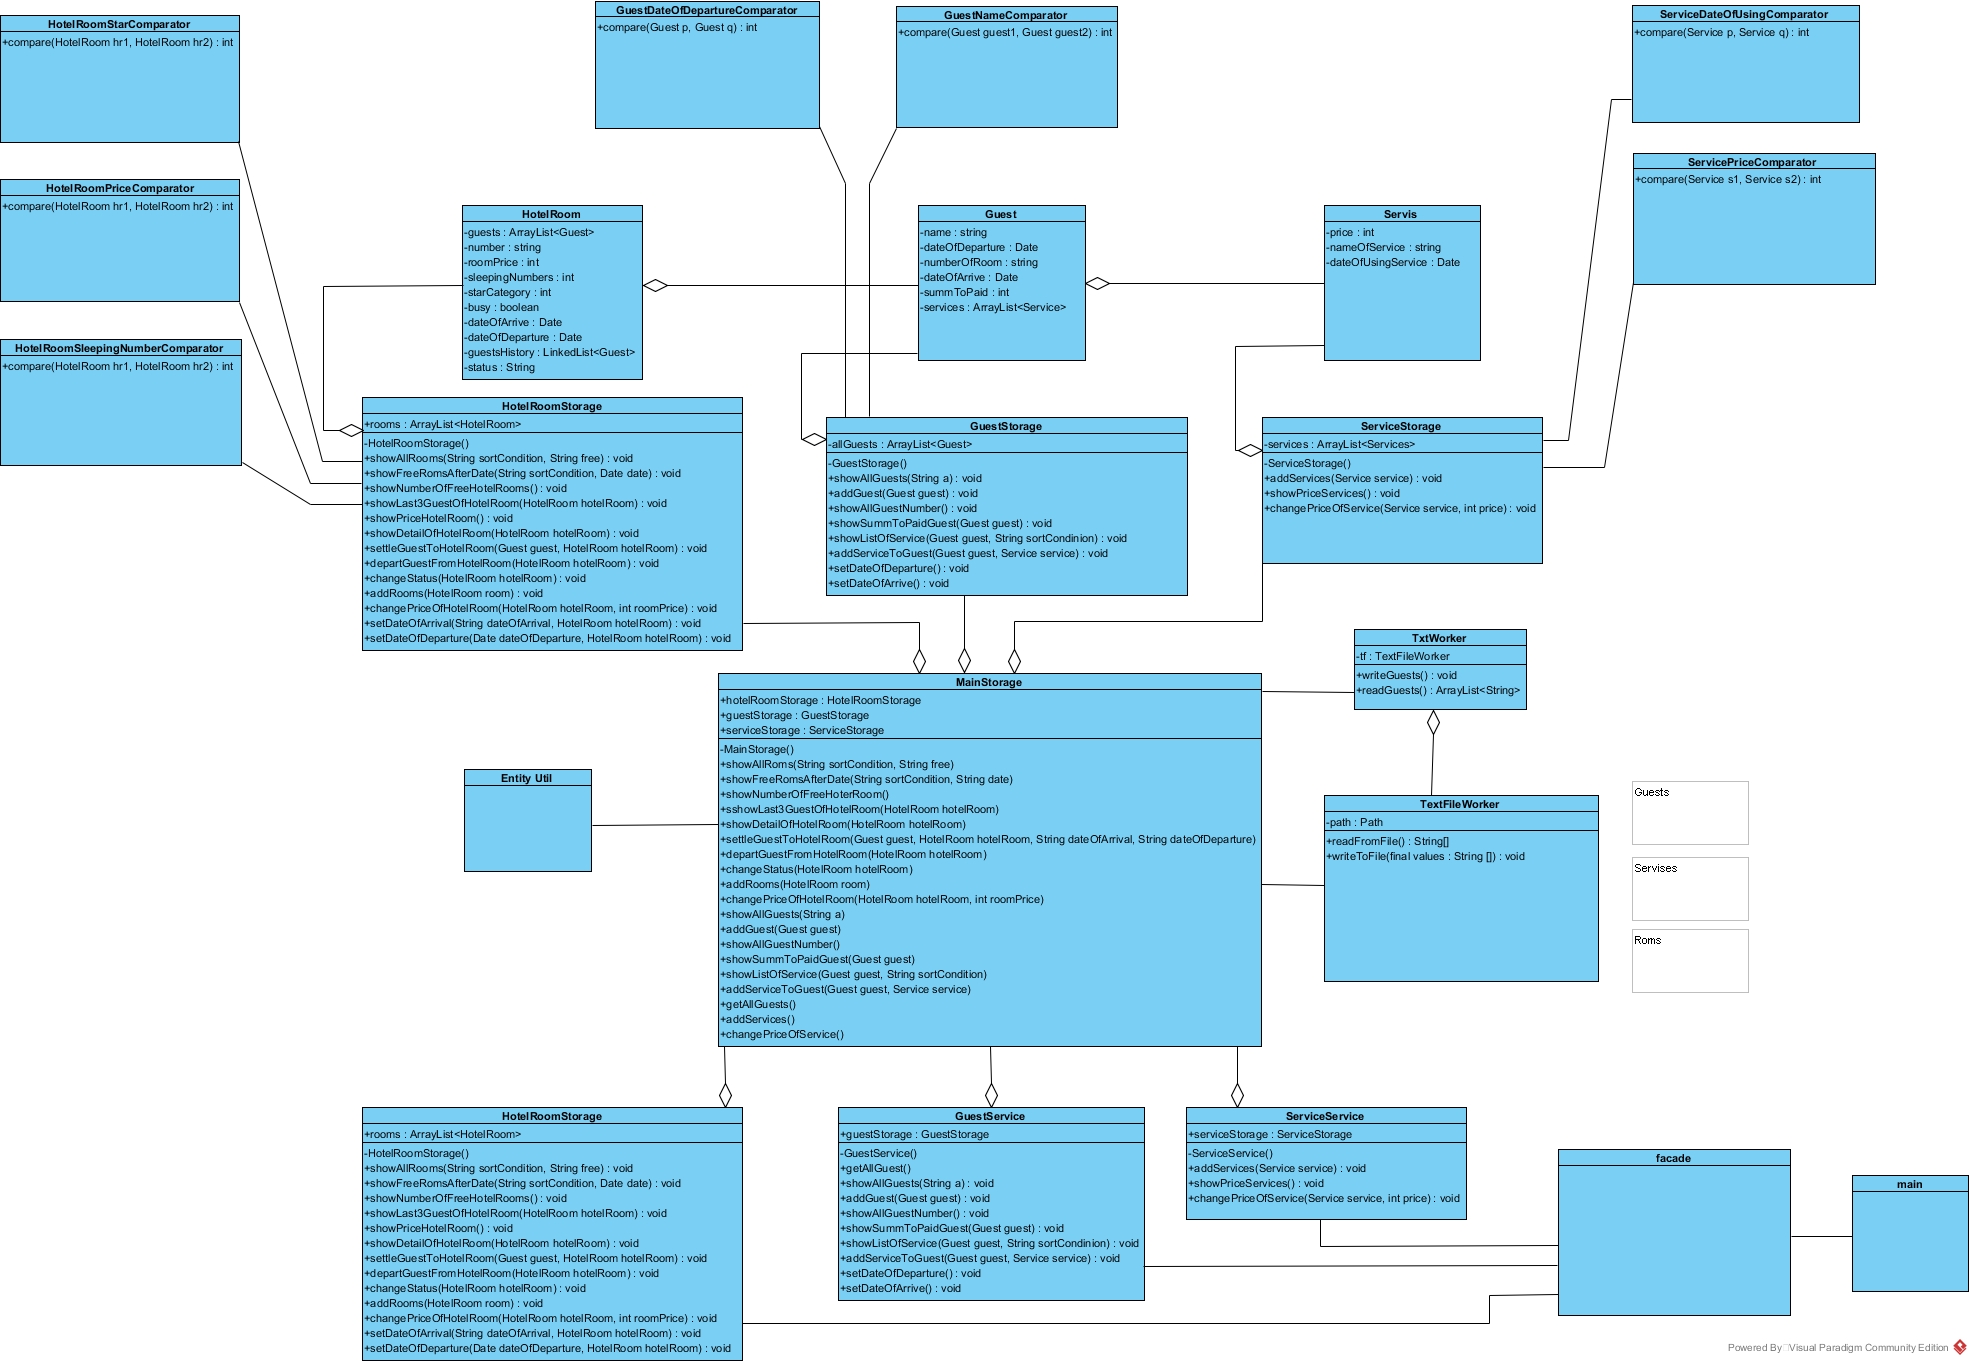 HotelRoomStarComparator
+compare(HotelRoom hr1, HotelRoom hr2) : int
GuestDateOfDepartureComparator
+compare(Guest p, Guest q) : int
GuestNameComparator
+compare(Guest guest1, Guest guest2) : int
ServiceDateOfUsingComparator
+compare(Service p, Service q) : int
HotelRoomPriceComparator
+compare(HotelRoom hr1, HotelRoom hr2) : int
ServicePriceComparator
+compare(Service s1, Service s2) : int
HotelRoomSleepingNumberComparator
+compare(HotelRoom hr1, HotelRoom hr2) : int
HotelRoom
-guests : ArrayList<Guest>
-number : string
-roomPrice : int
-sleepingNumbers : int
-starCategory : int
-busy : boolean
-dateOfArrive : Date
-dateOfDeparture : Date
-guestsHistory : LinkedList<Guest>
-status : String
Guest
-name : string
-dateOfDeparture : Date
-numberOfRoom : string
-dateOfArrive : Date
-summToPaid : int
-services : ArrayList<Service>
Servis
-price : int
-nameOfService : string
-dateOfUsingService : Date
HotelRoomStorage
+rooms : ArrayList<HotelRoom>
-HotelRoomStorage()
+showAllRooms(String sortCondition, String free) : void
+showFreeRomsAfterDate(String sortCondition, Date date) : void
+showNumberOfFreeHotelRooms() : void
+showLast3GuestOfHotelRoom(HotelRoom hotelRoom) : void
+showPriceHotelRoom() : void
+showDetailOfHotelRoom(HotelRoom hotelRoom) : void
+settleGuestToHotelRoom(Guest guest, HotelRoom hotelRoom) : void
+departGuestFromHotelRoom(HotelRoom hotelRoom) : void
+changeStatus(HotelRoom hotelRoom) : void
+addRooms(HotelRoom room) : void
+changePriceOfHotelRoom(HotelRoom hotelRoom, int roomPrice) : void
+setDateOfArrival(String dateOfArrival, HotelRoom hotelRoom) : void
+setDateOfDeparture(Date dateOfDeparture, HotelRoom hotelRoom) : void
GuestStorage
-allGuests : ArrayList<Guest>
-GuestStorage()
+showAllGuests(String a) : void
+addGuest(Guest guest) : void
+showAllGuestNumber() : void
+showSummToPaidGuest(Guest guest) : void
+showListOfService(Guest guest, String sortCondinion) : void
+addServiceToGuest(Guest guest, Service service) : void
+setDateOfDeparture() : void
+setDateOfArrive() : void
ServiceStorage
-services : ArrayList<Services>
-ServiceStorage()
+addServices(Service service) : void
+showPriceServices() : void
+changePriceOfService(Service service, int price) : void
TxtWorker
-tf : TextFileWorker
+writeGuests() : void
+readGuests() : ArrayList<String>
MainStorage
+hotelRoomStorage : HotelRoomStorage
+guestStorage : GuestStorage
+serviceStorage : ServiceStorage
-MainStorage()
+showAllRoms(String sortCondition, String free)
+showFreeRomsAfterDate(String sortCondition, String date)
+showNumberOfFreeHoterRoom()
+sshowLast3GuestOfHotelRoom(HotelRoom hotelRoom)
+showDetailOfHotelRoom(HotelRoom hotelRoom)
+settleGuestToHotelRoom(Guest guest, HotelRoom hotelRoom, String dateOfArrival, String dateOfDeparture)
+departGuestFromHotelRoom(HotelRoom hotelRoom)
+changeStatus(HotelRoom hotelRoom)
+addRooms(HotelRoom room)
+changePriceOfHotelRoom(HotelRoom hotelRoom, int roomPrice)
+showAllGuests(String a)
+addGuest(Guest guest)
+showAllGuestNumber()
+showSummToPaidGuest(Guest guest)
+showListOfService(Guest guest, String sortCondition)
+addServiceToGuest(Guest guest, Service service)
+getAllGuests()
+addServices()
+changePriceOfService()
Entity Util
TextFileWorker
-path : Path
+readFromFile() : String[]
+writeToFile(final values : String []) : void
Guests
Servises
Roms
HotelRoomStorage
+rooms : ArrayList<HotelRoom>
-HotelRoomStorage()
+showAllRooms(String sortCondition, String free) : void
+showFreeRomsAfterDate(String sortCondition, Date date) : void
+showNumberOfFreeHotelRooms() : void
+showLast3GuestOfHotelRoom(HotelRoom hotelRoom) : void
+showPriceHotelRoom() : void
+showDetailOfHotelRoom(HotelRoom hotelRoom) : void
+settleGuestToHotelRoom(Guest guest, HotelRoom hotelRoom) : void
+departGuestFromHotelRoom(HotelRoom hotelRoom) : void
+changeStatus(HotelRoom hotelRoom) : void
+addRooms(HotelRoom room) : void
+changePriceOfHotelRoom(HotelRoom hotelRoom, int roomPrice) : void
+setDateOfArrival(String dateOfArrival, HotelRoom hotelRoom) : void
+setDateOfDeparture(Date dateOfDeparture, HotelRoom hotelRoom) : void
GuestService
+guestStorage : GuestStorage
-GuestService()
+getAllGuest()
+showAllGuests(String a) : void
+addGuest(Guest guest) : void
+showAllGuestNumber() : void
+showSummToPaidGuest(Guest guest) : void
+showListOfService(Guest guest, String sortCondinion) : void
+addServiceToGuest(Guest guest, Service service) : void
+setDateOfDeparture() : void
+setDateOfArrive() : void
ServiceService
+serviceStorage : ServiceStorage
-ServiceService()
+addServices(Service service) : void
+showPriceServices() : void
+changePriceOfService(Service service, int price) : void
facade
main
Powered By Visual Paradigm Community Edition